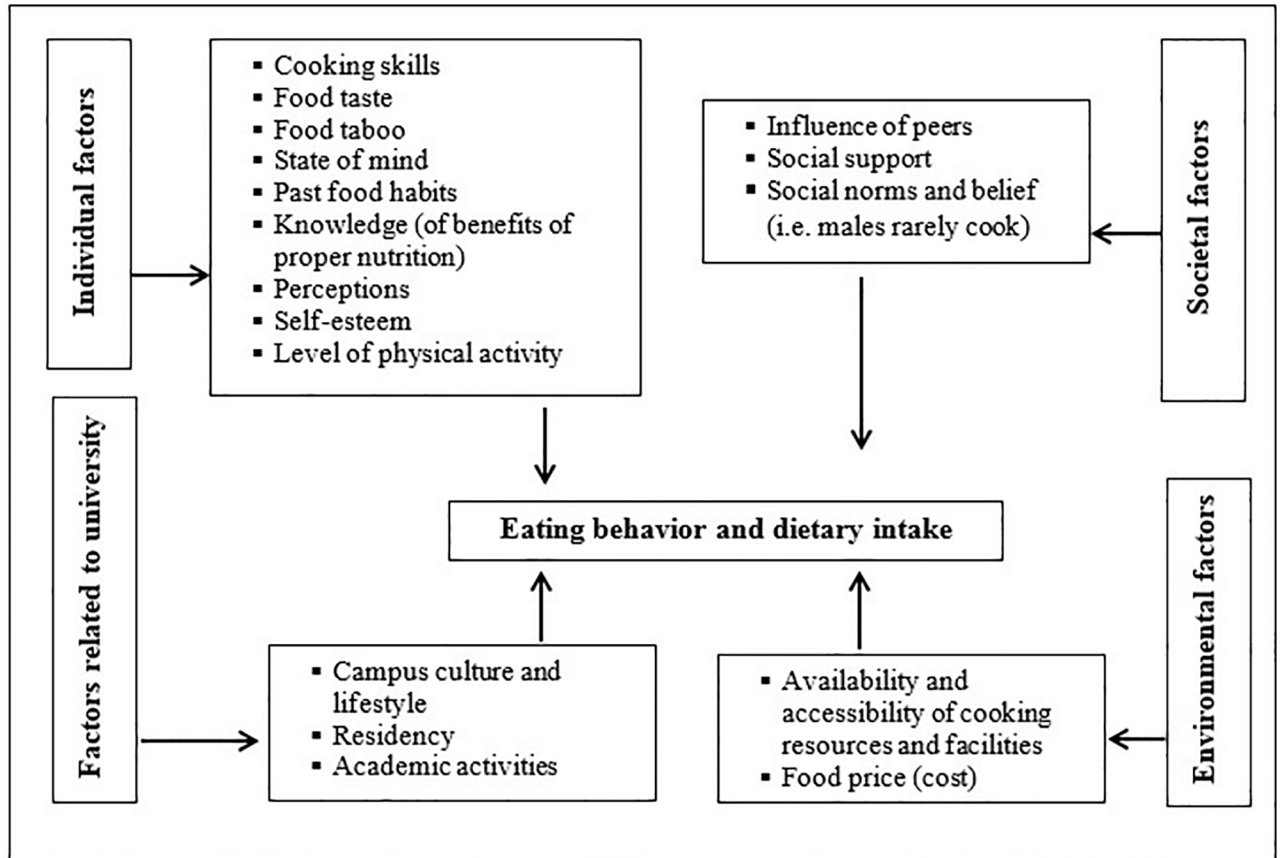 Individual factors
▪ Cooking skills
▪ Food taste
▪ Food taboo
▪ State of mind
▪ Past food habits
▪ Knowledge (of benefits of
proper nutrition)
▪ Perceptions
▪ Self-esteem
▪ Level of physical activity
▪ Influence of peers
▪ Social support
▪ Social norms and belief
(i.e. males rarely cook)
Societal factors
Eating behavior and dietary intake
Factors related to university
▪ Campus culture and
lifestyle
▪ Residency
▪ Academic activities
▪ Availability and
accessibility of cooking
resources and facilities
▪ Food price (cost)
Environmental factors